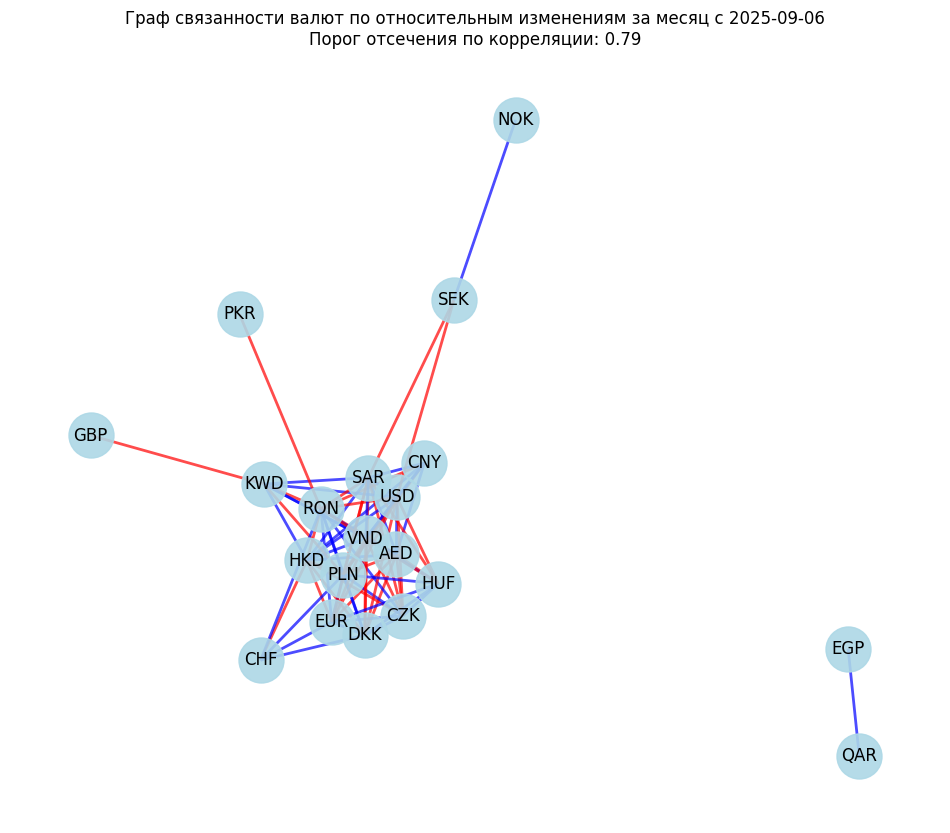 Граф связанности валют по относительным изменениям за месяц с 2025-09-06
Порог отсечения по корреляции: 0.79
NOK
SEK
PKR
GBP
CNY
SAR
KWD
USD
RON
VND
AED
HKD
PLN
HUF
CZK
EUR
DKK
EGP
CHF
QAR